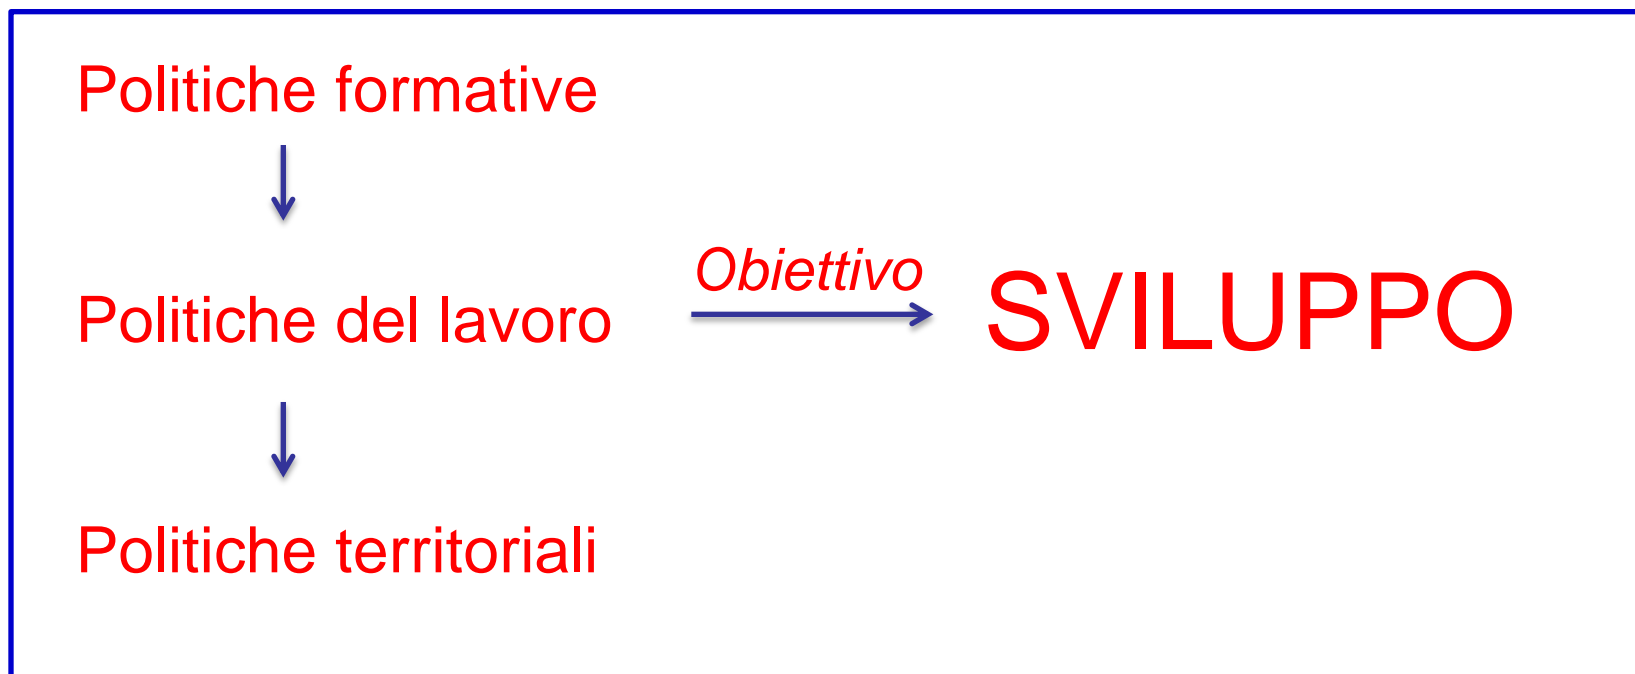 Politiche formative
Obiettivo
Politiche del lavoro
SVILUPPO
Politiche territoriali